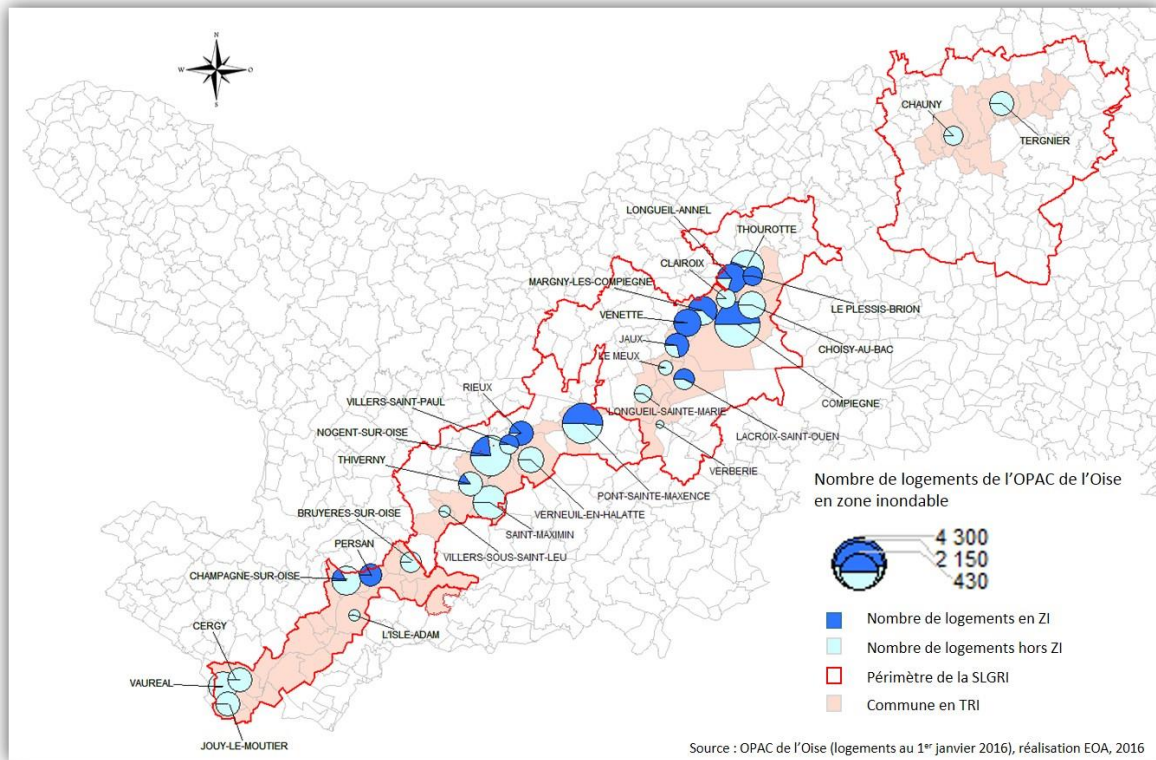 N
W
O
S
CHAUNY
TERGNIER
LONGUEIL-ANNEL
THOUROTTE
CLAIROIX
MARGNY-LES-COMPIEGNE
LE PLESSIS-BRION
VENETTE
CHOISY-AU-BAC
JAUX
LE MEUX
COMPIEGNE
RIEUX
VILLERS-SAINT-PAUL
LONGUEIL-SAINTE-MARIE
NOGENT-SUR-OISE
LACROIX-SAINT-OUEN
THIVERNY
VERBERIE
PONT-SAINTE-MAXENCE
VERNEUIL-EN-HALATTE
BRUYERES-SUR-OISE
SAINT-MAXIMIN
PERSAN
VILLERS-SOUS-SAINT-LEU
CHAMPAGNE-SUR-OISE
CERGY
L'ISLE-ADAM
VAUREAL
JOUY-LE-MOUTIER
Nombre de logements de l'OPAC de l'Oise
en zone inondable
4 300
2 150
430
Nombre de logements en ZI
Nombre de logements hors ZI
Périmètre de la SLGRI
Commune en TRI
Source : OPAC de l'Oise (logements au 1er janvier 2016), réalisation EOA, 2016